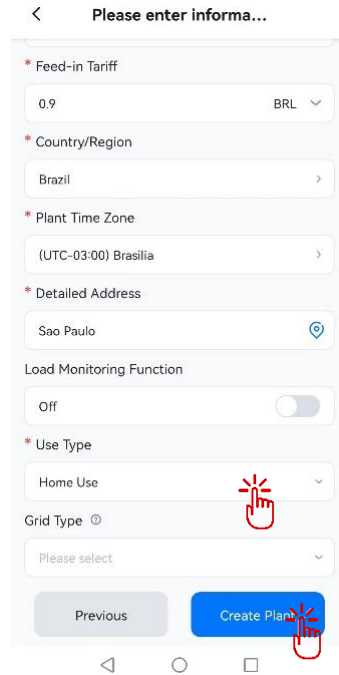 Please enter informa...
* Feed-in Tariff
0.9 BRL
* Country/Region
Brazil
* Plant Time Zone
(UTC-03:00) Brasilia
* Detailed Address
Sao Paulo
Load Monitoring Function
Off
* Use Type
Home Use
Grid Type
Please select
Previous Create Plant